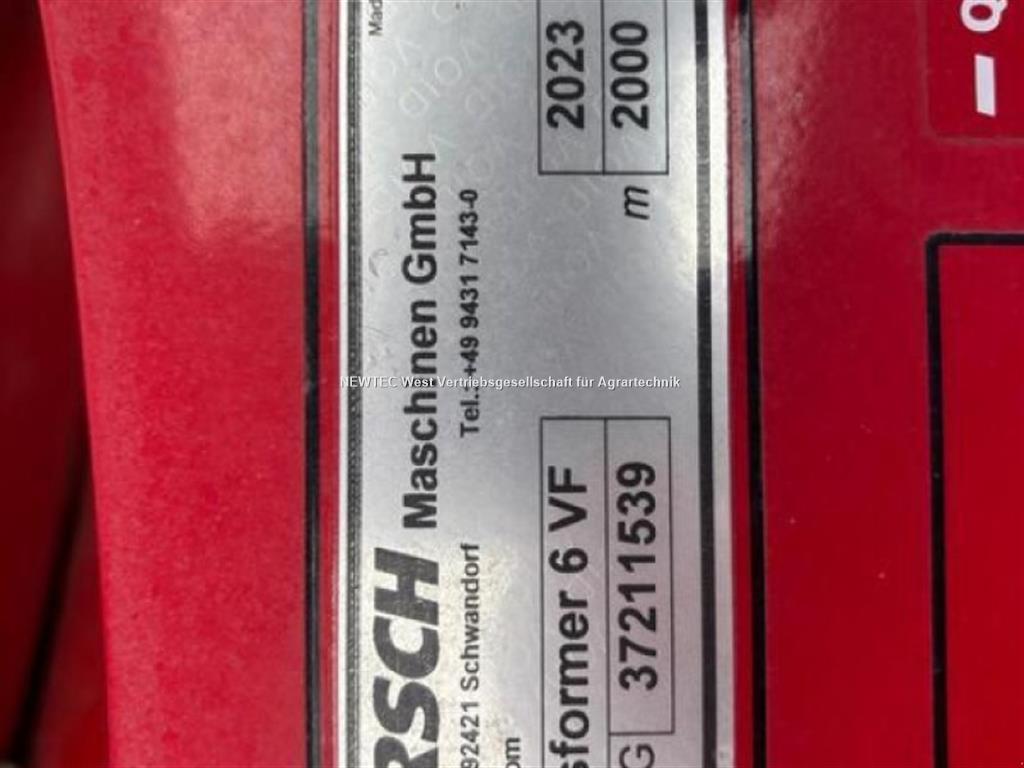 Mad
RSCH Maschinen GmbH
92421 Schwandorf Tel.:+49 9431 7143-0
om
sformer 6 VF 2023
G 37211539 m 2000
Q
NEWTEC West Vertriebsgesellschaft für Agrartechnik